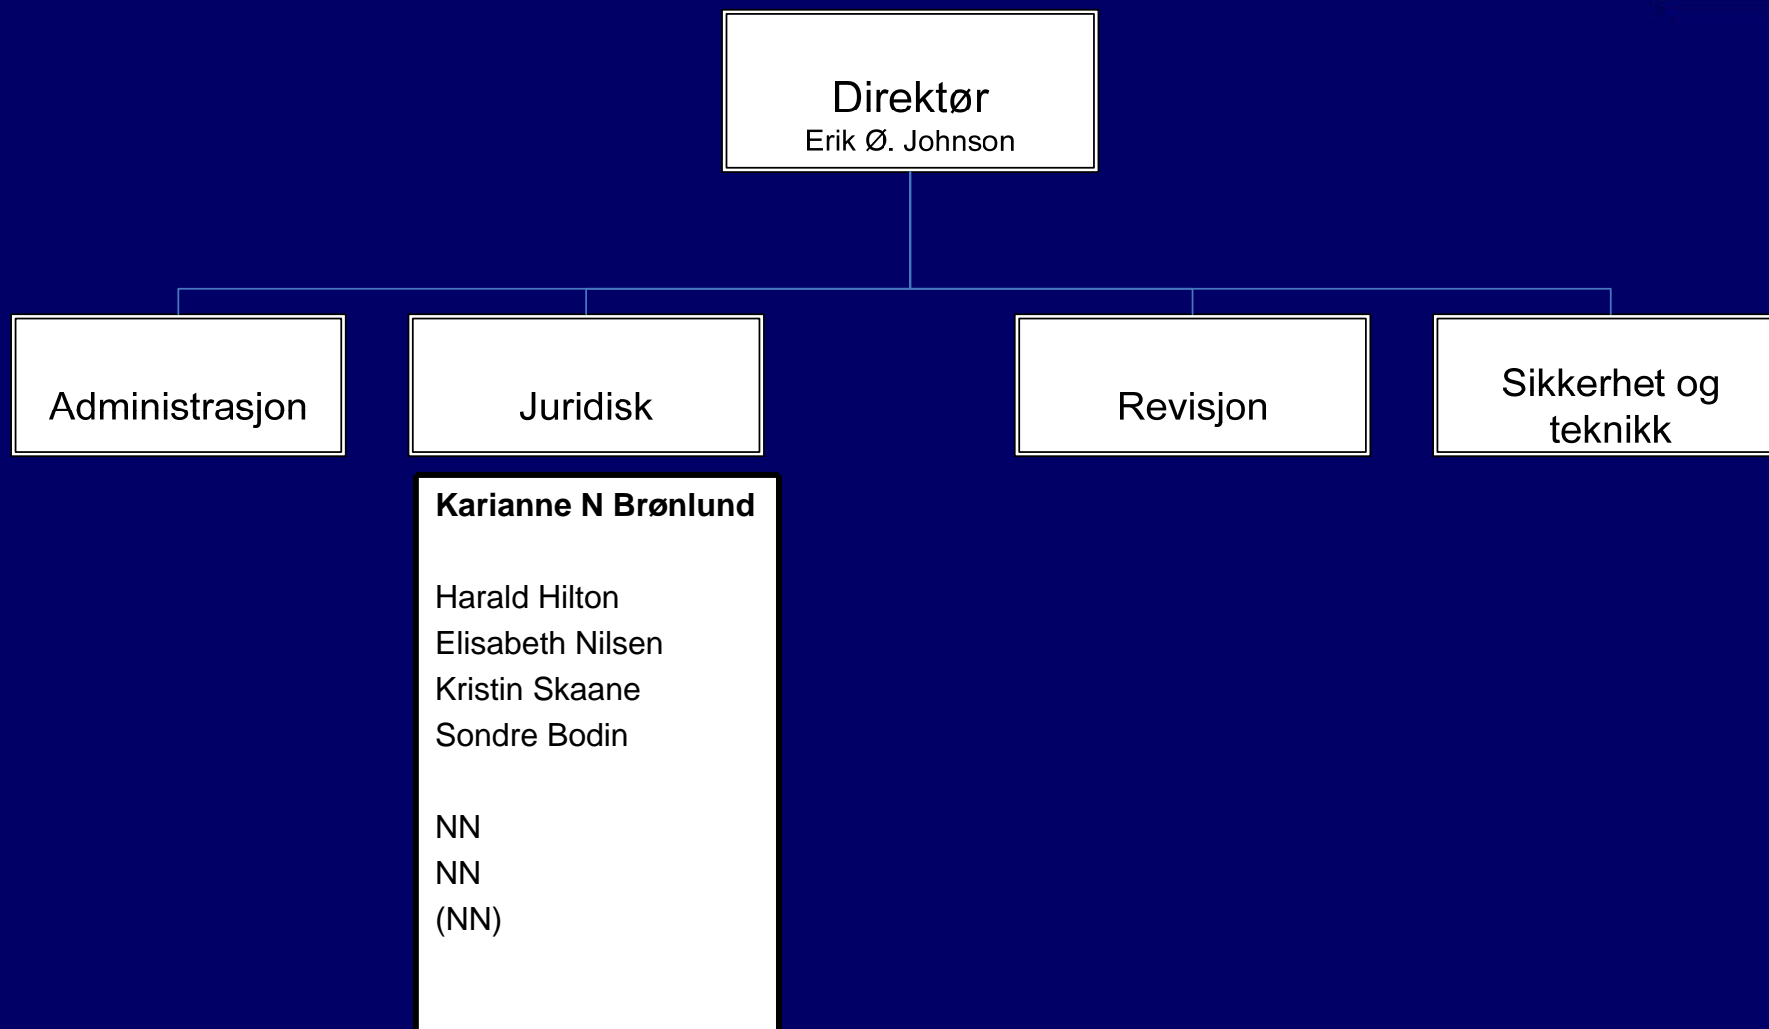 Direktør
Erik Ø. Johnson
Administrasjon
Juridisk
Revisjon
Sikkerhet og
teknikk
Karianne N Brønlund
Harald Hilton
Elisabeth Nilsen
Kristin Skaane
Sondre Bodin
NN
NN
(NN)